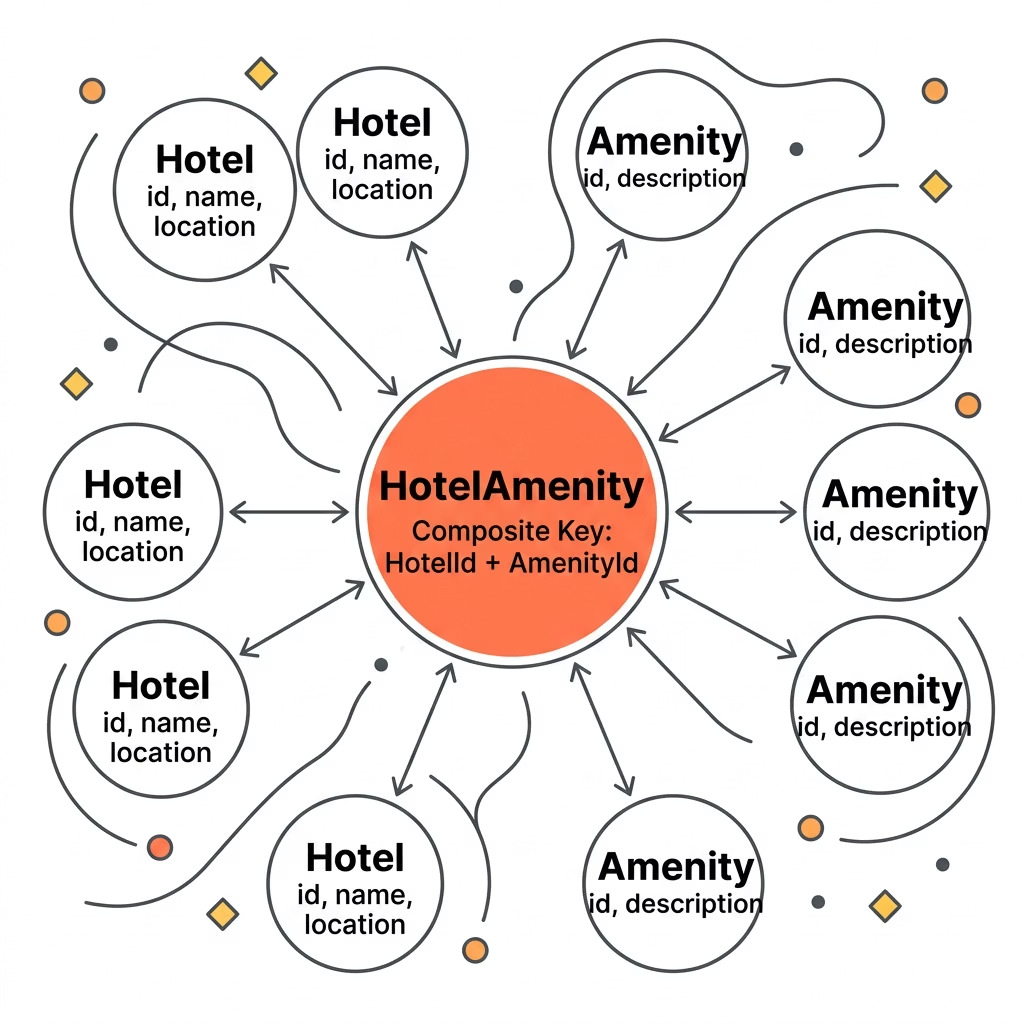 Hotel
id, name,
location
Hotel
id, name,
location
Amenity
id, description
Amenity
id, description
Hotel
id, name,
location
HotelAmenity
Composite Key:
HotelId + AmenityId
Amenity
id, description
Hotel
id, name,
location
Amenity
id, description
Hotel
id, name,
location
Amenity
id, description